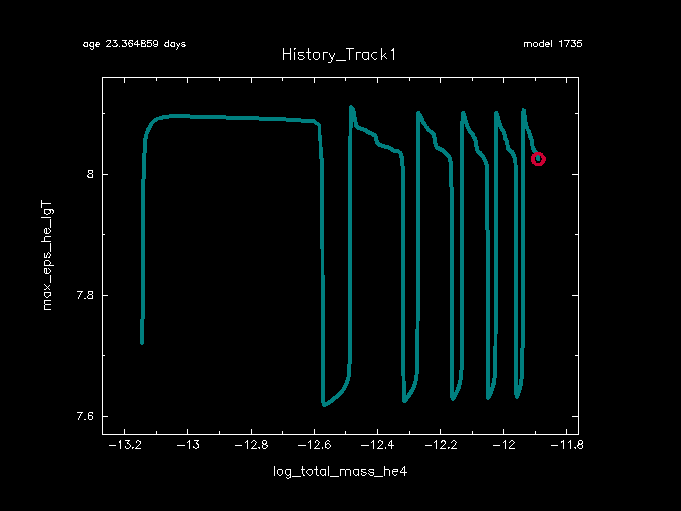 age 23.364859 days
model 1735
History_Track1
max_eps_he_lgT
8
7.8
7.6
−13.2 −13 −12.8 −12.6 −12.4 −12.2 −12 −11.8
log_total_mass_he4